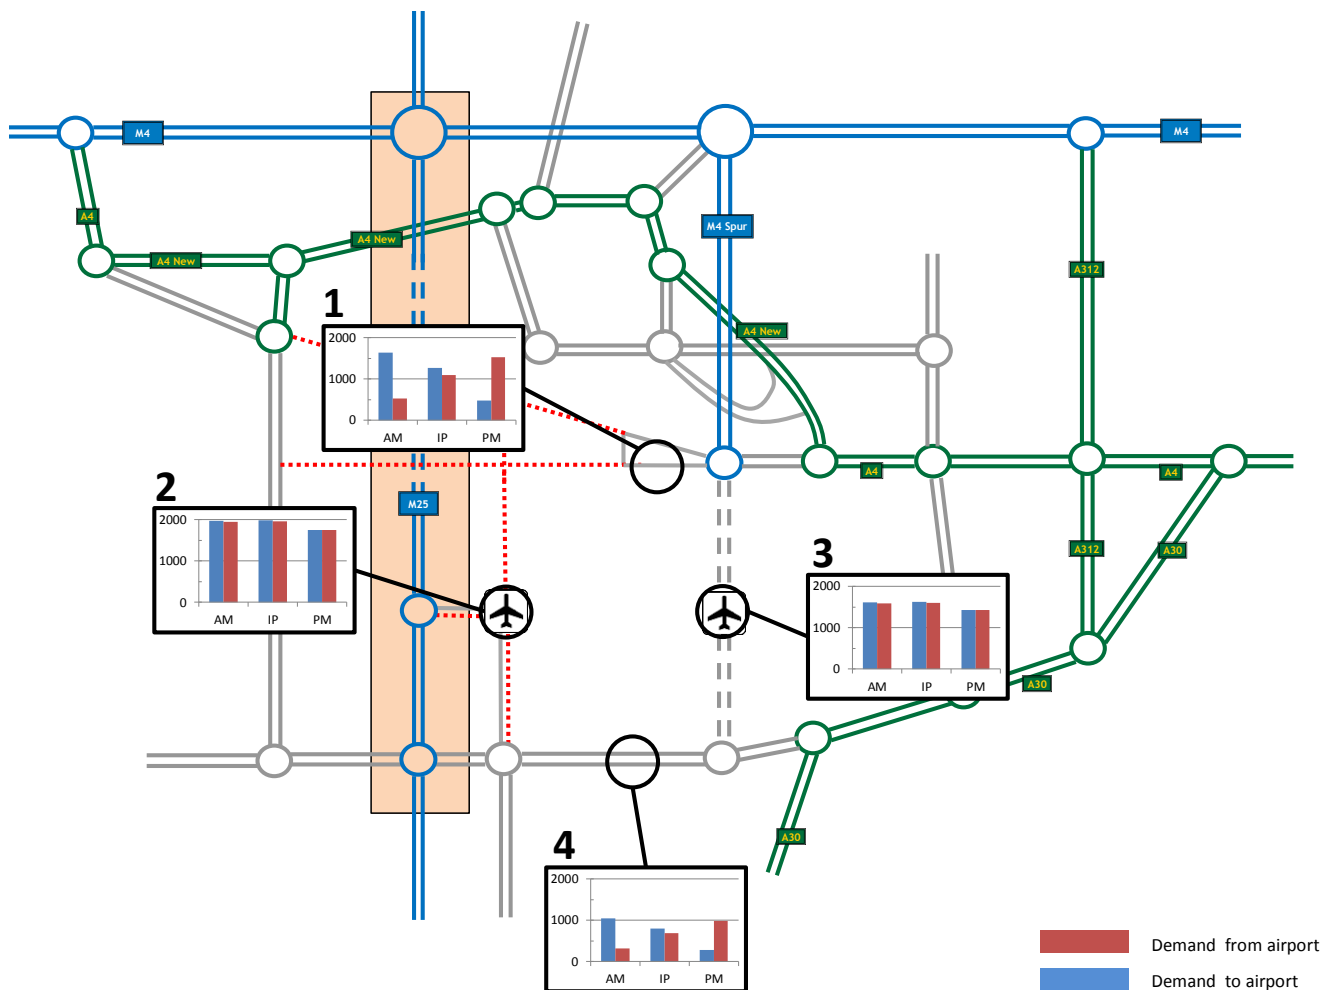 M4
M4
A4
M4 Spur
A4 New
A4 New
A312
1
A4 New
2000
1000
0
AM IP PM
2
A4
A4
M25
2000
1000
0
AM IP PM
3
A312
A30
2000
1000
0
AM IP PM
A30
A30
4
2000
1000
0
AM IP PM
Demand from airport
Demand to airport